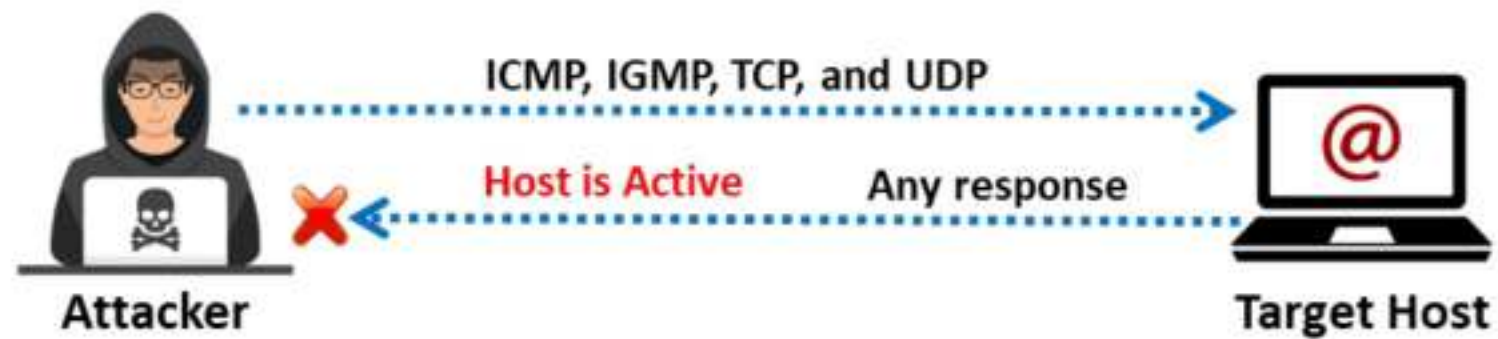 ICMP, IGMP, TCP, and UDP
Host is Active
Any response
@
Attacker
Target Host